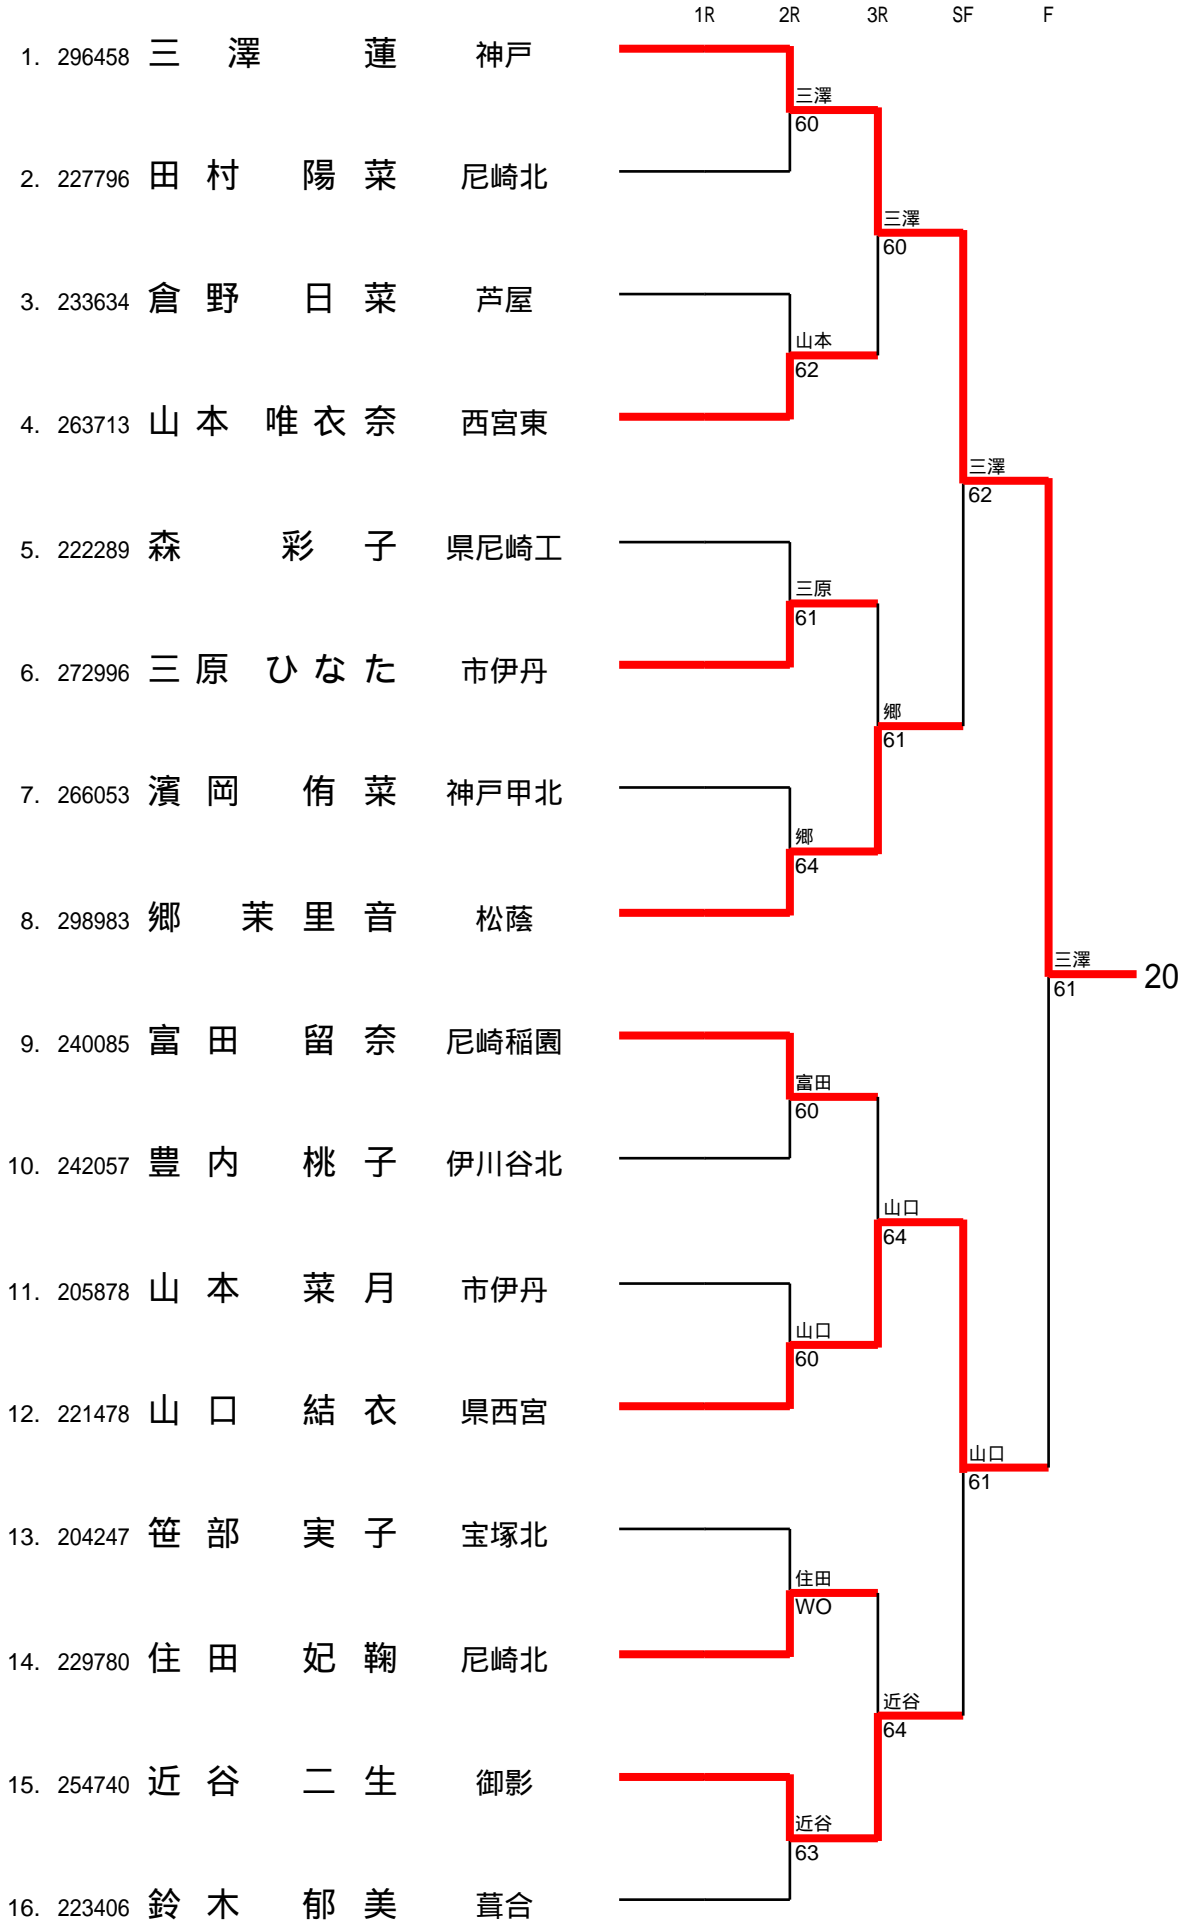 1R 2R 3R SF F
1. 296458 三澤 蓮 神戸
三澤
60
2. 227796 田村 陽菜 尼崎北
三澤
60
3. 233634 倉野 日菜 芦屋
山本
62
4. 263713 山本 唯衣奈 西宮東
三澤
62
5. 222289 森 彩子 県尼崎工
三原
61
6. 272996 三原 ひなた 市伊丹
郷
61
7. 266053 濱岡 侑菜 神戸甲北
郷
64
8. 298983 郷 茉里音 松蔭
三澤
61
20
9. 240085 富田 留奈 尼崎稲園
富田
60
10. 242057 豊内 桃子 伊川谷北
山口
64
11. 205878 山本 菜月 市伊丹
山口
60
12. 221478 山口 結衣 県西宮
山口
61
13. 204247 笹部 実子 宝塚北
住田
WO
14. 229780 住田 妃鞠 尼崎北
近谷
64
15. 254740 近谷 二生 御影
近谷
63
16. 223406 鈴木 郁美 葺合